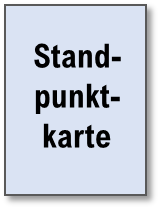 Stand-
punkt-
karte